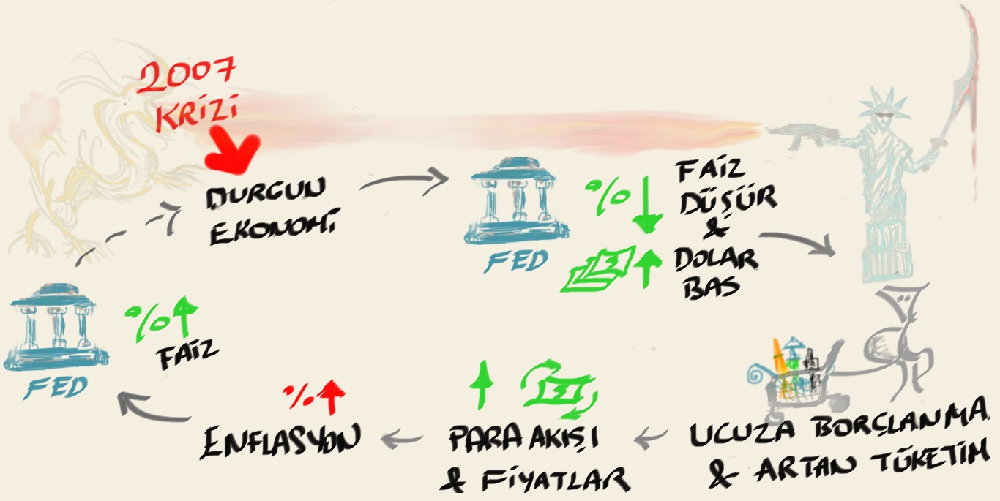 2007
KRİZİ
DURGUN
EKONOMİ
FED
%
FAİZ
DÜŞÜR
&
DOLAR
BAS
UCUZA BORÇLANMA
& ARTAN TÜKETİM
PARA AKIŞI
& FİYATLAR
%
ENFLASYON
%
FAİZ
FED